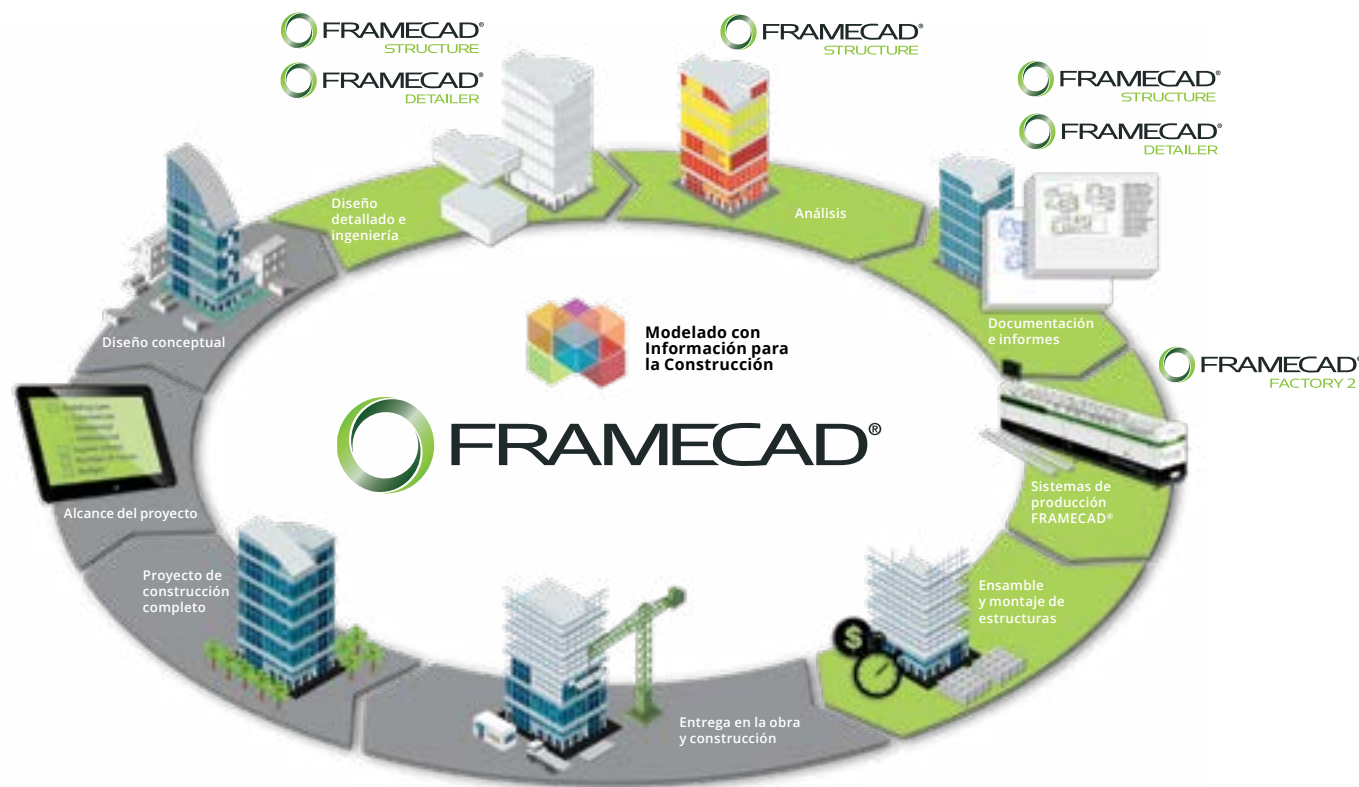 FRAMECAD®
STRUCTURE
FRAMECAD®
DETAILER
FRAMECAD®
STRUCTURE
FRAMECAD®
STRUCTURE
FRAMECAD®
DETAILER
Diseño
detallado e
ingeniería
Análisis
Documentación
e informes
Diseño conceptual
Modelado con
Información para
la Construcción
FRAMECAD®
FACTORY 2
FRAMECAD®
Alcance del proyecto
Sistemas de
producción
FRAMECAD®
Proyecto de
construcción
completo
Ensamble
y montaje de
estructuras
$
Entrega en la obra
y construcción